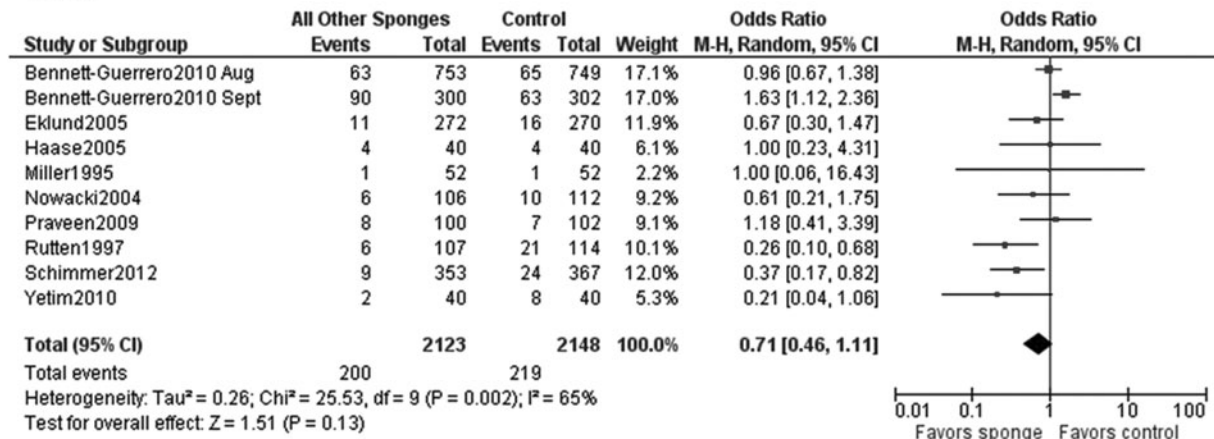 All Other Sponges Control Odds Ratio Odds Ratio
Study or Subgroup Events Total Events Total Weight M-H, Random, 95% CI M-H, Random, 95% CI
Bennett-Guerrero2010 Aug 63 753 65 749 17.1% 0.96 [0.67, 1.38]
Bennett-Guerrero2010 Sept 90 300 63 302 17.0% 1.63 [1.12, 2.36]
Eklund2005 11 272 16 270 11.9% 0.67 [0.30, 1.47]
Haase2005 4 40 4 40 6.1% 1.00 [0.23, 4.31]
Miller1995 1 52 1 52 2.2% 1.00 [0.06, 16.43]
Nowacki2004 6 106 10 112 9.2% 0.61 [0.21, 1.75]
Praveen2009 8 100 7 102 9.1% 1.18 [0.41, 3.39]
Rutten1997 6 107 21 114 10.1% 0.26 [0.10, 0.68]
Schimmer2012 9 353 24 367 12.0% 0.37 [0.17, 0.82]
Yetim2010 2 40 8 40 5.3% 0.21 [0.04, 1.06]
Total (95% CI) 2123 2148 100.0% 0.71 [0.46, 1.11]
Total events 200 219
Heterogeneity: Tau² = 0.26; Chi² = 25.53, df = 9 (P = 0.002); I² = 65%
Test for overall effect: Z = 1.51 (P = 0.13)
0.01 0.1 1 10 100
Favors sponge Favors control